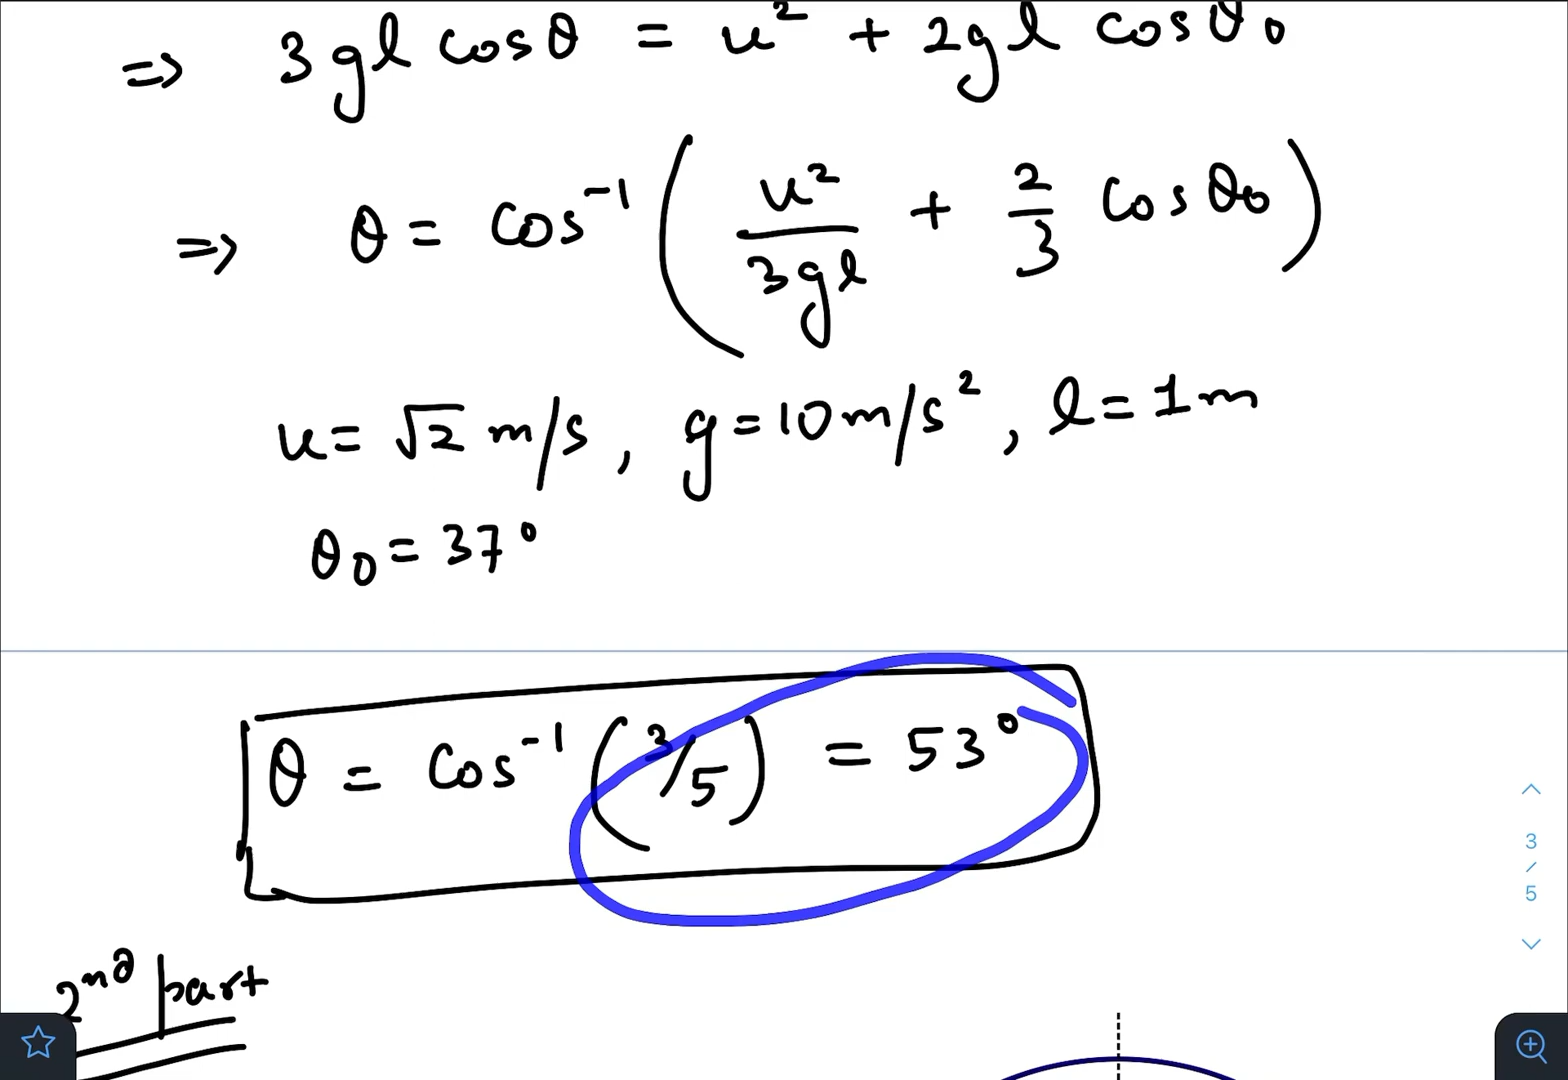 => 3gl cosθ = u² + 2gl cosθ₀
=> θ = cos⁻¹ ( u²/3gl + 2/3 cosθ₀ )
u = √2 m/s, g = 10 m/s², l = 1m
θ₀ = 37°
θ = cos⁻¹ (3/5) = 53°
3
/
5
2nd part